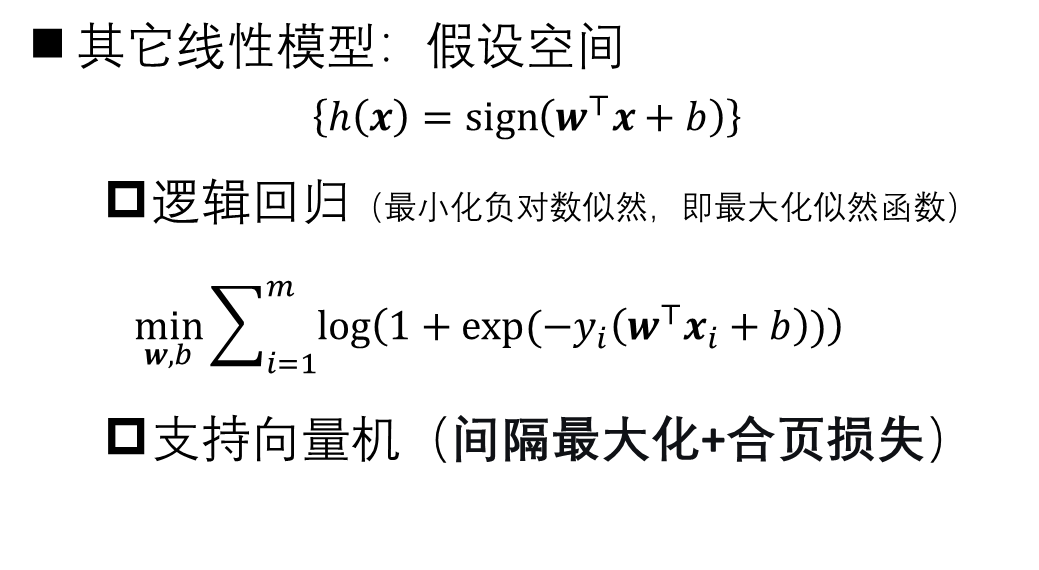 ■ 其它线性模型：假设空间
{h(x) = sign(w⊤x + b)}
逻辑回归（最小化负对数似然，即最大化似然函数）
min_{w,b} ∑_{i=1}^{m} log(1 + exp(−y_i(w⊤x_i + b)))
支持向量机（间隔最大化+合页损失）